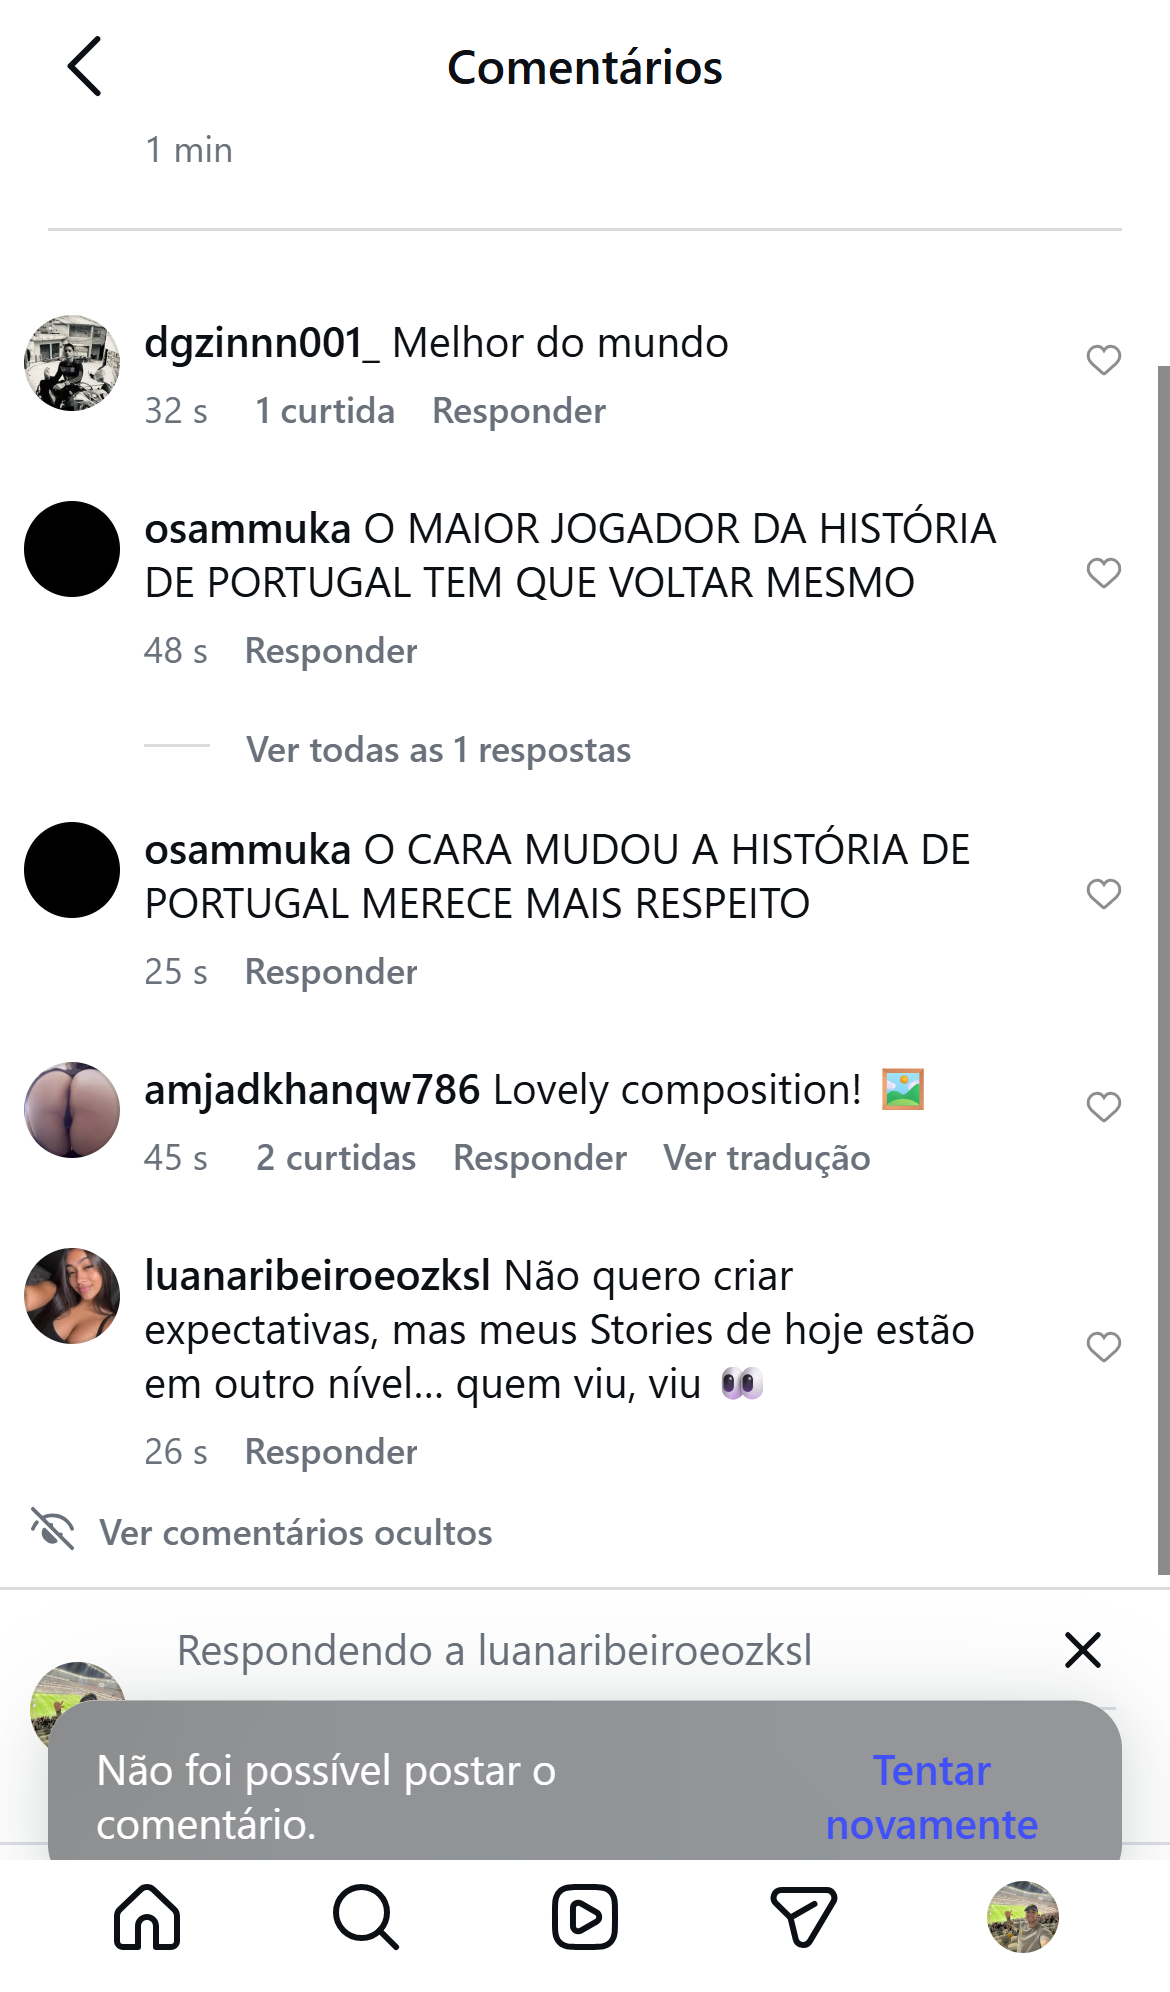 Comentários
1 min
dgzinnn001_ Melhor do mundo
32 s 1 curtida Responder
osammuka O MAIOR JOGADOR DA HISTÓRIA
DE PORTUGAL TEM QUE VOLTAR MESMO
48 s Responder
Ver todas as 1 respostas
osammuka O CARA MUDOU A HISTÓRIA DE
PORTUGAL MERECE MAIS RESPEITO
25 s Responder
amjadkhanqw786 Lovely composition! 🖼️
45 s 2 curtidas Responder Ver tradução
luanaribeiroeozksl Não quero criar
expectativas, mas meus Stories de hoje estão
em outro nível... quem viu, viu 👀
26 s Responder
Ver comentários ocultos
Respondendo a luanaribeiroeozksl
Não foi possível postar o
comentário.
Tentar
novamente